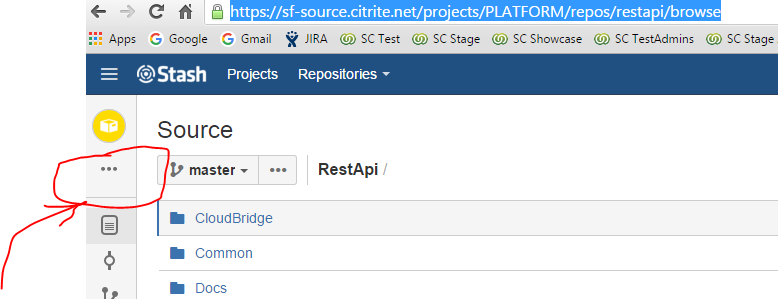 https://sf-source.citrite.net/projects/PLATFORM/repos/restapi/browse
Apps Google Gmail JIRA SC Test SC Stage SC Showcase SC TestAdmins SC Stage
Stash Projects Repositories
Source
master ••• RestApi /
CloudBridge
Common
Docs